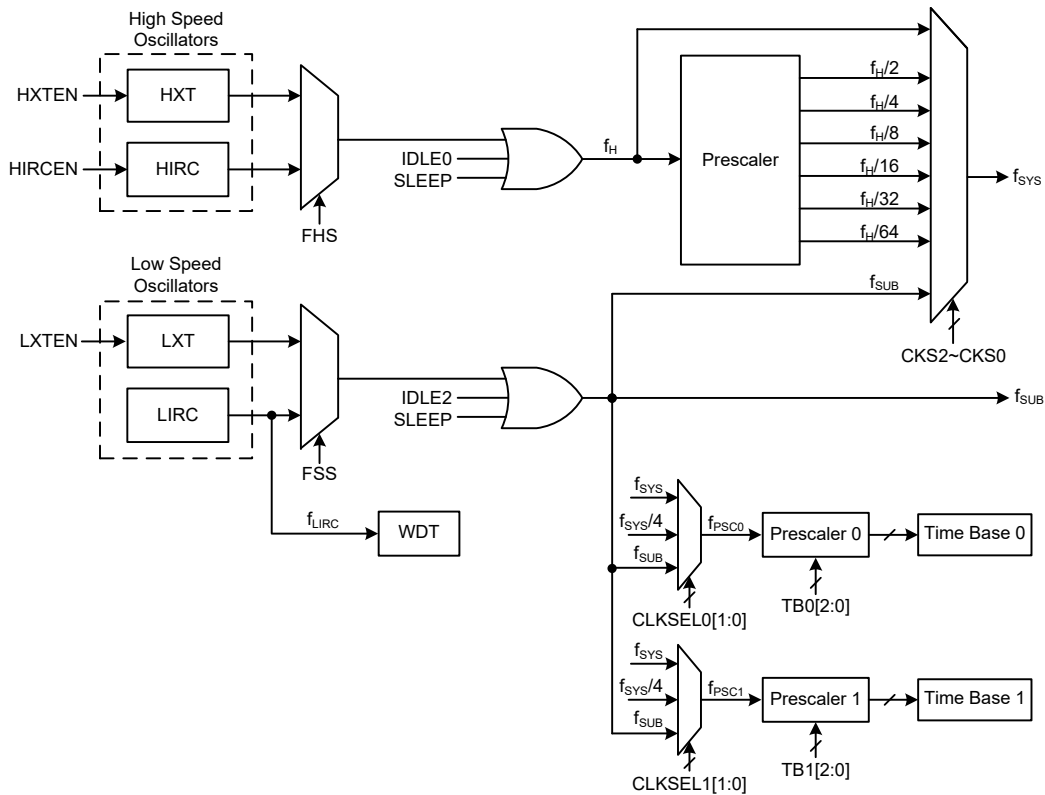 High Speed
Oscillators
HXTEN
HXT
HIRCEN
HIRC
FHS
IDLE0
SLEEP
fH
Prescaler
fH/2
fH/4
fH/8
fH/16
fH/32
fH/64
fSUB
fSYS
CKS2~CKS0
Low Speed
Oscillators
LXTEN
LXT
LIRC
FSS
IDLE2
SLEEP
fSUB
fLIRC
WDT
fSYS
fSYS/4
fSUB
fPSC0
Prescaler 0
Time Base 0
CLKSEL0[1:0]
TB0[2:0]
fSYS
fSYS/4
fSUB
fPSC1
Prescaler 1
Time Base 1
CLKSEL1[1:0]
TB1[2:0]